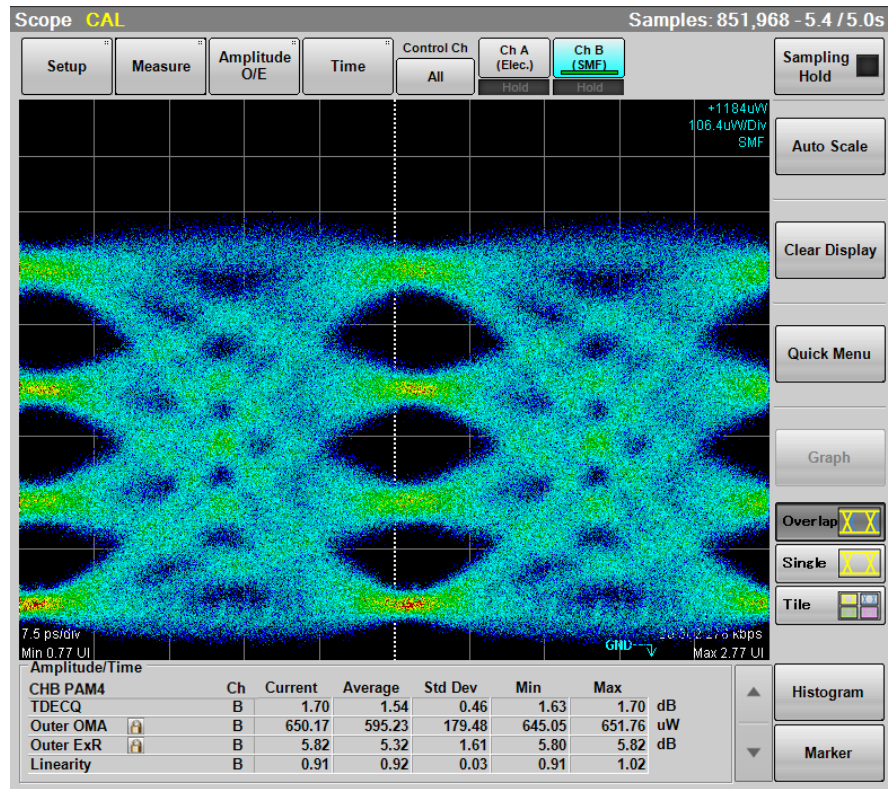 Scope CAL Samples: 851,968 - 5.4 / 5.0s
Setup Measure Amplitude O/E Time Control Ch All Ch A (Elec.) Hold Ch B (SMF) Hold Sampling Hold
+1184uW
106.4uW/Div
SMF
Auto Scale
Clear Display
Quick Menu
Graph
Overlap
Single
Tile
7.5 ps/div kbps
Min 0.77 UI GND Max 2.77 UI
Amplitude/Time
CHB PAM4 Ch Current Average Std Dev Min Max
TDECQ B 1.70 1.54 0.46 1.63 1.70 dB
Outer OMA B 650.17 595.23 179.48 645.05 651.76 uW
Outer ExR B 5.82 5.32 1.61 5.80 5.82 dB
Linearity B 0.91 0.92 0.03 0.91 1.02
Histogram
Marker